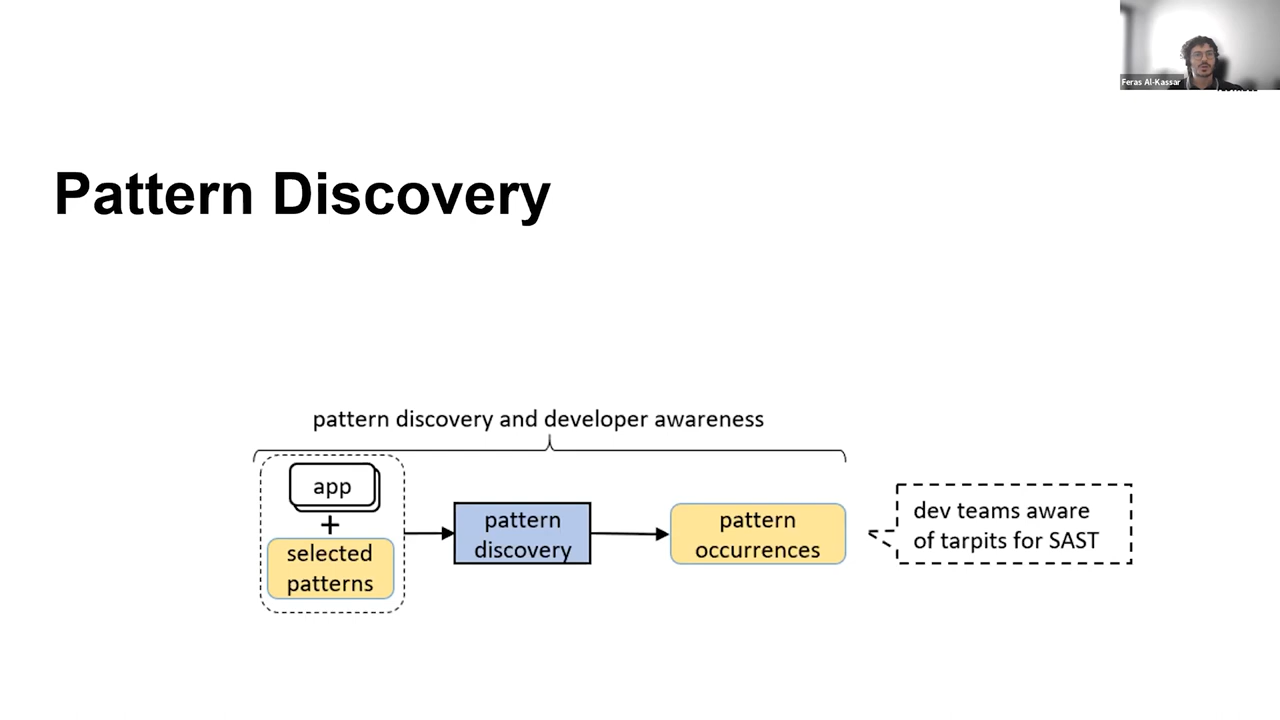 Feras Al-Kassar
Pattern Discovery
pattern discovery and developer awareness
app
+
selected
patterns
pattern
discovery
pattern
occurrences
dev teams aware
of tarpits for SAST